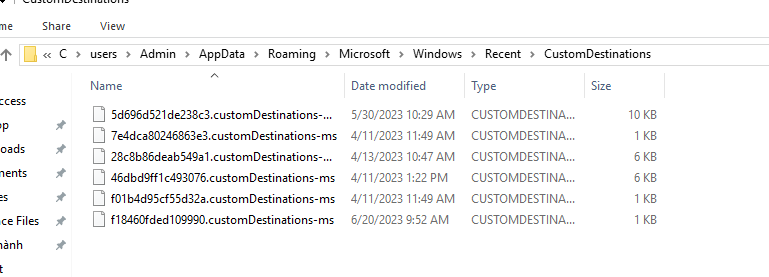 CustomDestinations
me Share View
C users Admin AppData Roaming Microsoft Windows Recent CustomDestinations
Name Date modified Type Size
5d696d521de238c3.customDestinations-... 5/30/2023 10:29 AM CUSTOMDESTINA... 10 KB
7e4dca80246863e3.customDestinations-ms 4/11/2023 11:49 AM CUSTOMDESTINA... 1 KB
28c8b86deab549a1.customDestinations-... 4/13/2023 10:47 AM CUSTOMDESTINA... 6 KB
46dbd9ff1c493076.customDestinations-ms 4/11/2023 1:22 PM CUSTOMDESTINA... 6 KB
f01b4d95cf55d32a.customDestinations-ms 4/11/2023 11:49 AM CUSTOMDESTINA... 1 KB
f18460fded109990.customDestinations-ms 6/20/2023 9:52 AM CUSTOMDESTINA... 1 KB
ccess
op
loads
ments
es
ce Files
hành
t